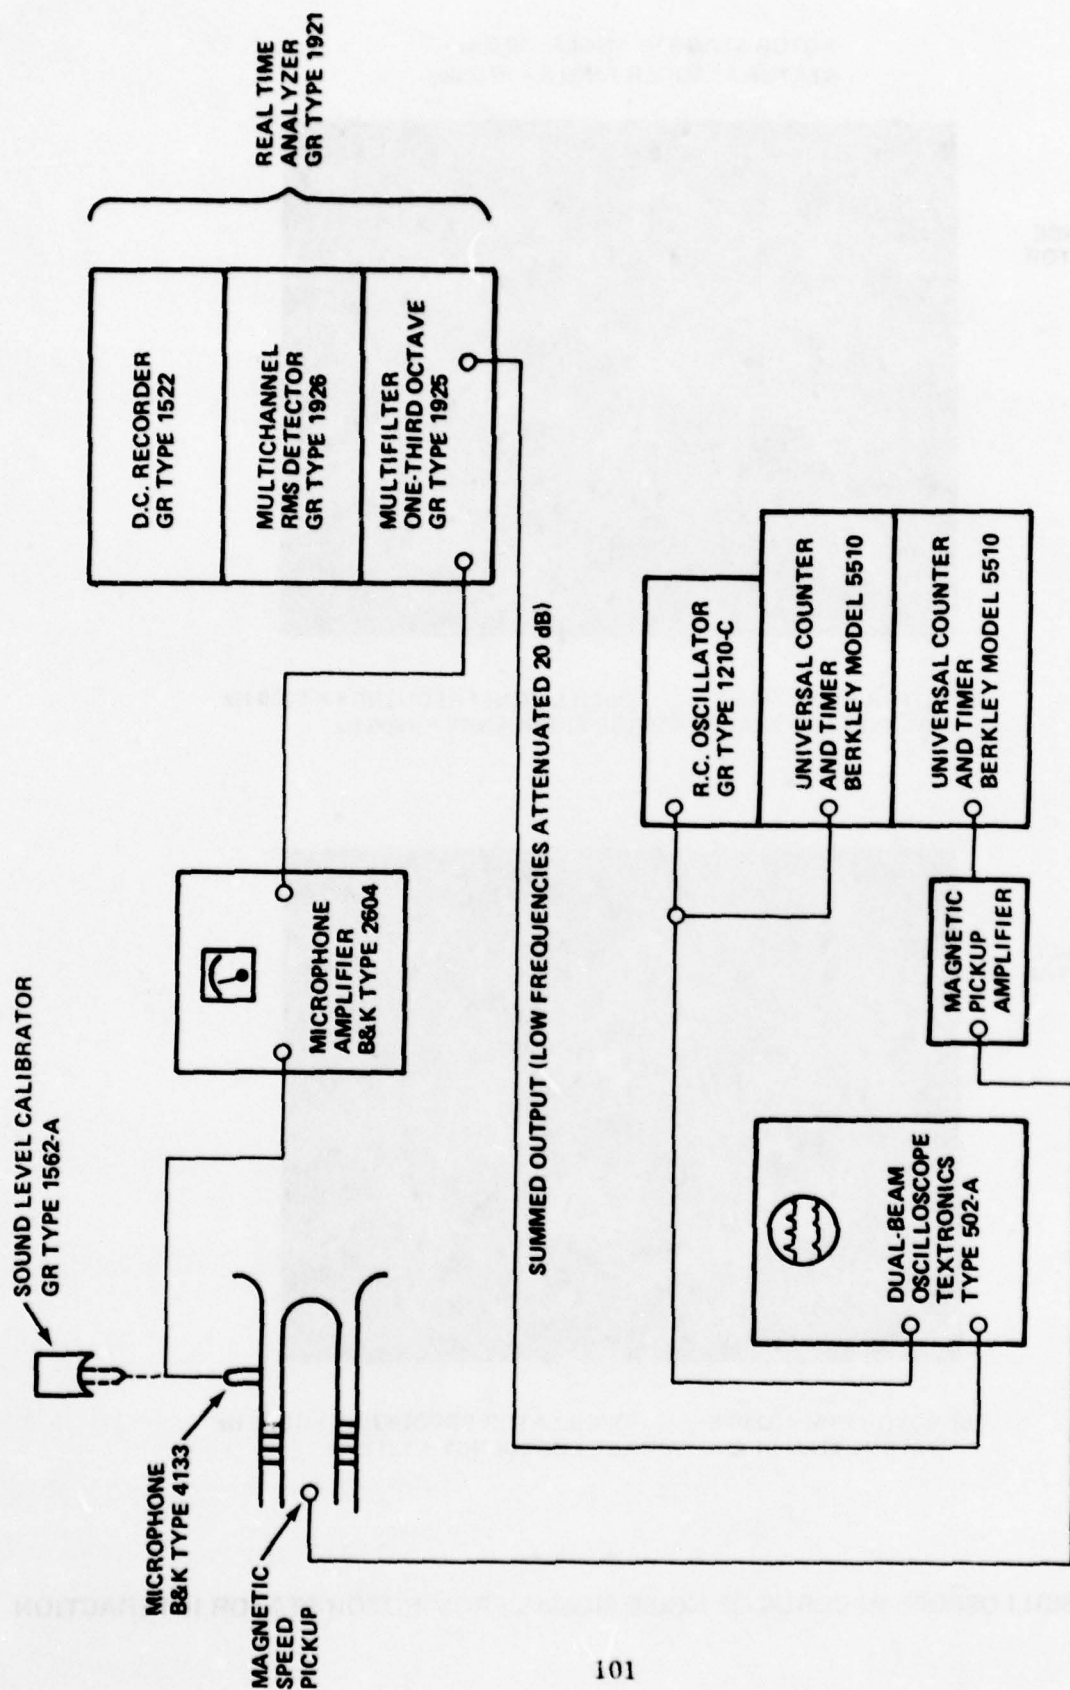 SOUND LEVEL CALIBRATOR
GR TYPE 1562-A
MICROPHONE
B&K TYPE 4133
MAGNETIC
SPEED
PICKUP
MICROPHONE
AMPLIFIER
B&K TYPE 2604
D.C. RECORDER
GR TYPE 1522
MULTICHANNEL
RMS DETECTOR
GR TYPE 1926
MULTIFILTER
ONE-THIRD OCTAVE
GR TYPE 1925
REAL TIME
ANALYZER
GR TYPE 1921
SUMMED OUTPUT (LOW FREQUENCIES ATTENUATED 20 dB)
DUAL-BEAM
OSCILLOSCOPE
TEXTRONICS
TYPE 502-A
R.C. OSCILLATOR
GR TYPE 1210-C
UNIVERSAL COUNTER
AND TIMER
BERKLEY MODEL 5510
UNIVERSAL COUNTER
AND TIMER
BERKLEY MODEL 5510
MAGNETIC
PICKUP
AMPLIFIER
101